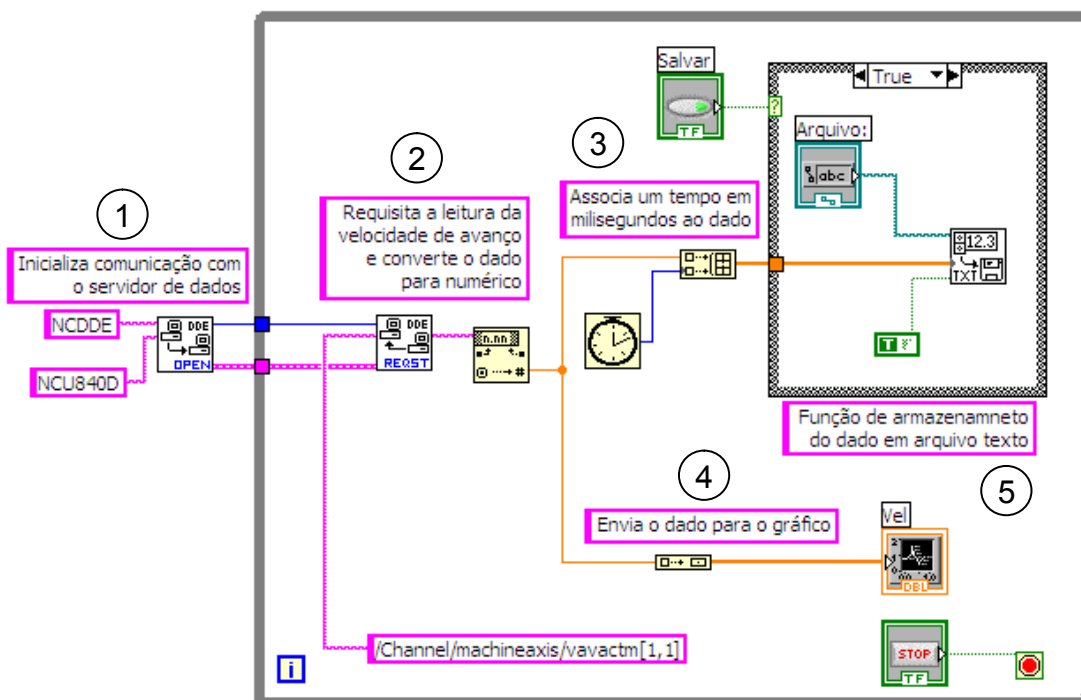 1
Inicializa comunicação com
o servidor de dados
NCDDE
NCU840D
DDE
OPEN
2
Requisita a leitura da
velocidade de avanço
e converte o dado
para numérico
DDE
REQST
n.nn
#
/Channel/machineaxis/vavactm[1,1]
i
3
Associa um tempo em
milisegundos ao dado
Salvar
TF
?
True
Arquivo:
abc
12.3
TXT
T
Função de armazenamneto
do dado em arquivo texto
4
Envia o dado para o gráfico
5
Vel
DBL
STOP
TF